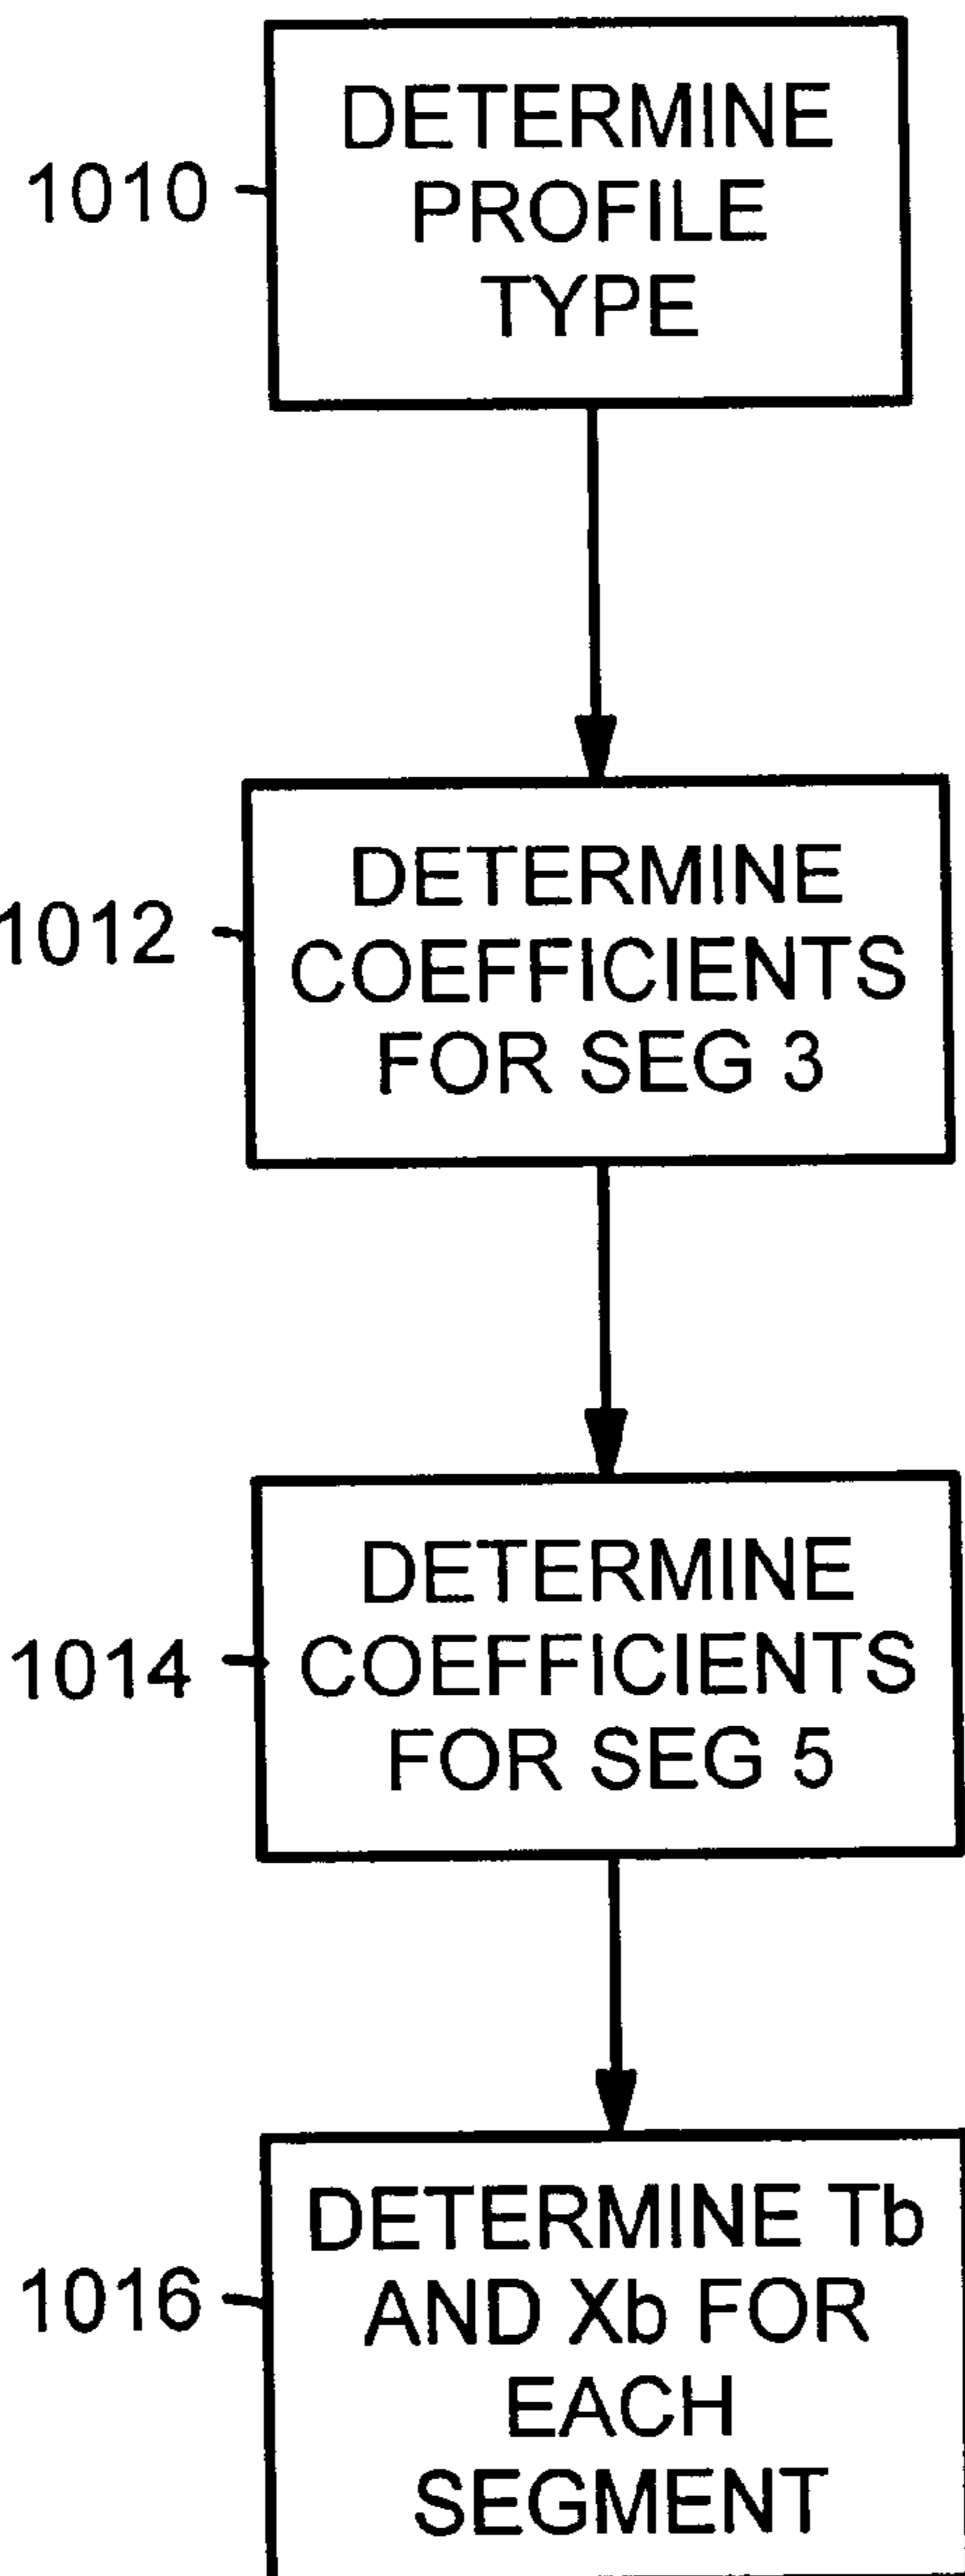 1010
DETERMINE
PROFILE
TYPE
1012
DETERMINE
COEFFICIENTS
FOR SEG 3
1014
DETERMINE
COEFFICIENTS
FOR SEG 5
1016
DETERMINE Tb
AND Xb FOR
EACH
SEGMENT